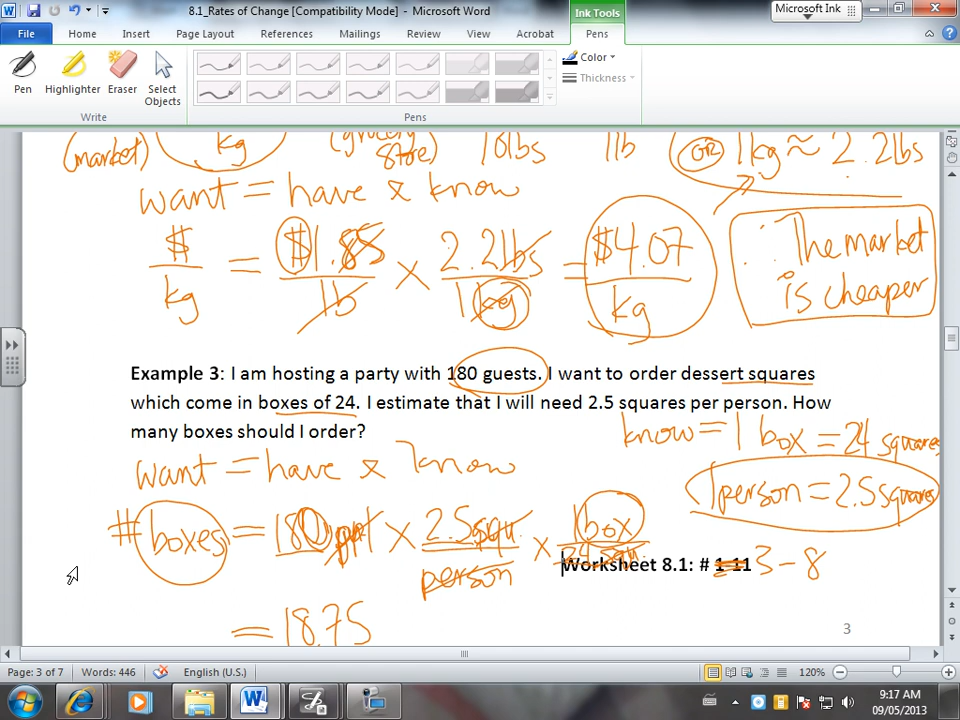 8.1_Rates of Change [Compatibility Mode] - Microsoft Word
Ink Tools
Microsoft Ink
File Home Insert Page Layout References Mailings Review View Acrobat Pens
Pen Highlighter Eraser Select Objects
Color
Thickness
Write Pens
(market) kg (grocery store) 10lbs 1lb OR 1kg ≈ 2.2lbs
want = have x know
$/kg = $1.85/lb × 2.2lbs/1kg = $4.07/kg
∴ The market is cheaper
Example 3: I am hosting a party with 180 guests. I want to order dessert squares
which come in boxes of 24. I estimate that I will need 2.5 squares per person. How
many boxes should I order?
know = 1 box = 24 squares
want = have x know
1 person = 2.5 squares
# boxes = 180 ppl × 2.5 squ./person × 1 box/24 squ.
Worksheet 8.1: # 1-11 3-8
= 18.75
3
Page: 3 of 7 Words: 446 English (U.S.) 120%
9:17 AM
09/05/2013